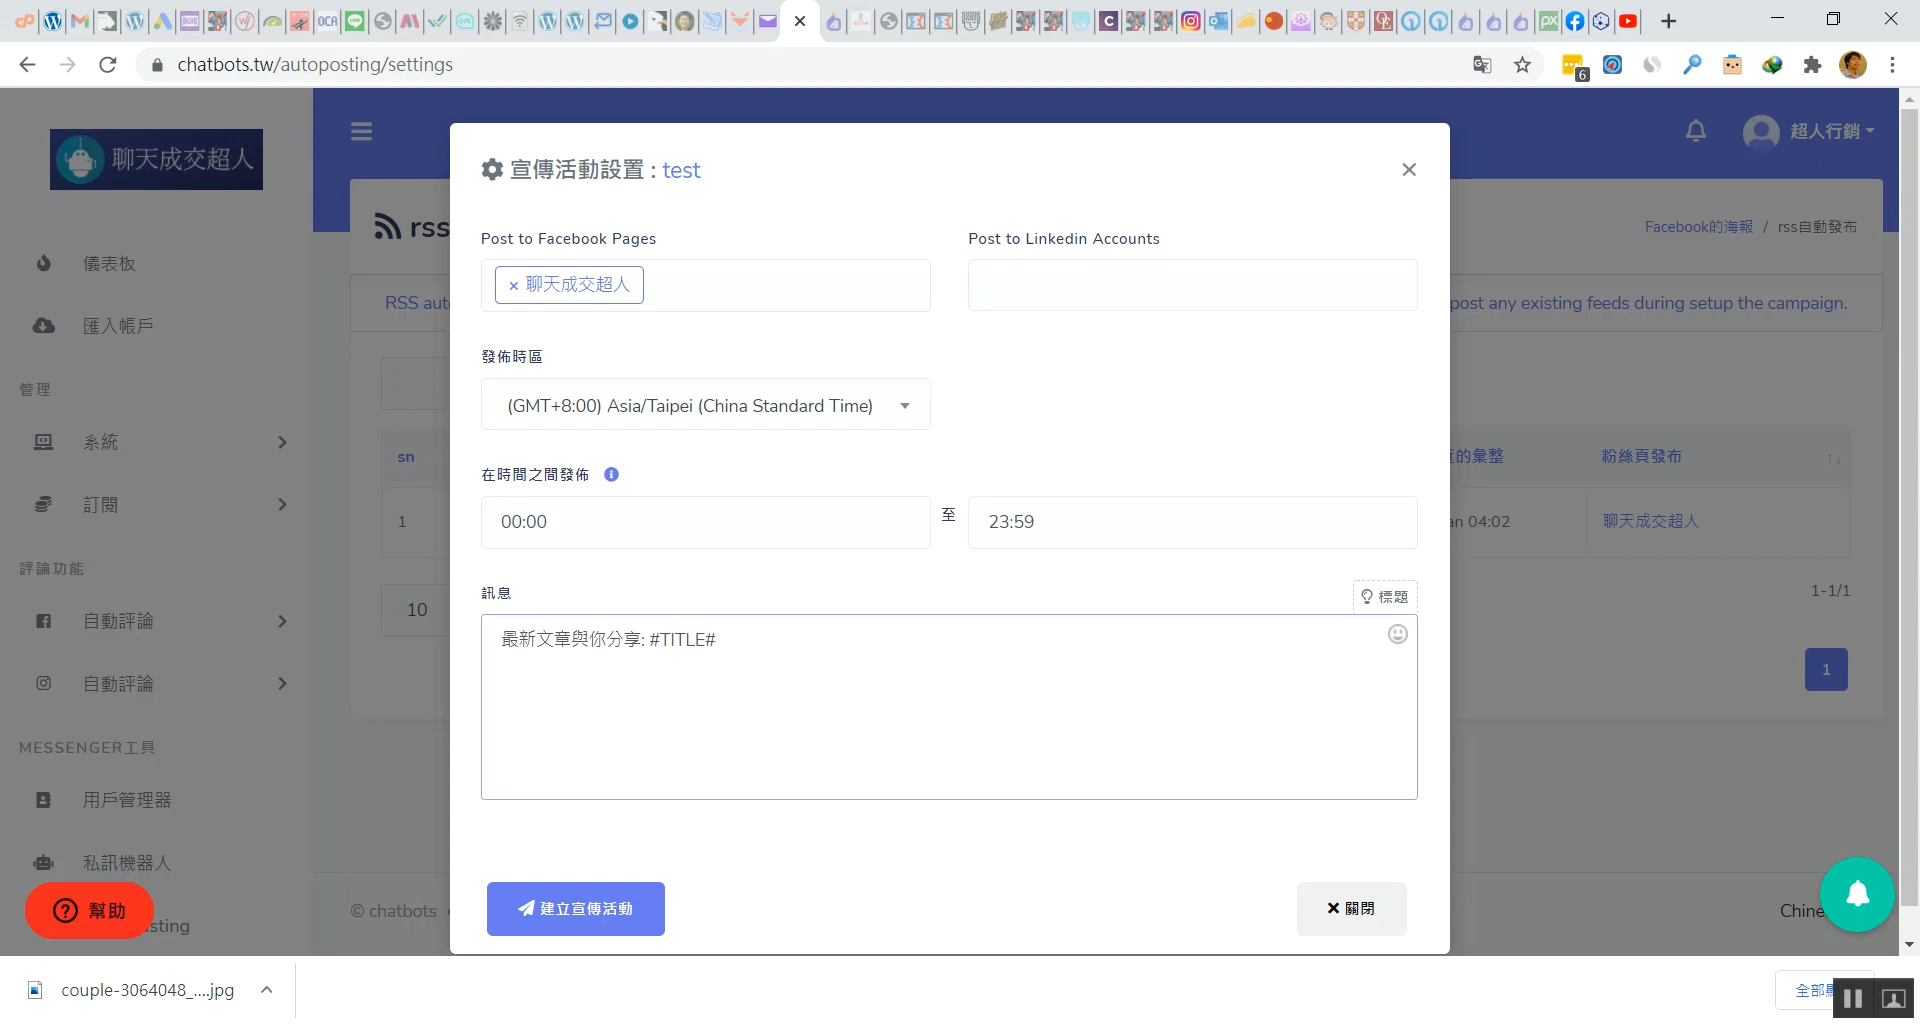 chatbots.tw/autoposting/settings
6
聊天成交超人
超人行銷
宣傳活動設置 : test
rss
Facebook的海報 / rss自動發布
儀表板
匯入帳戶
管理
系統
訂閱
評論功能
自動評論
自動評論
MESSENGER工具
用戶管理器
私訊機器人
sting
幫助
Post to Facebook Pages
Post to Linkedin Accounts
× 聊天成交超人
RSS aut
post any existing feeds during setup the campaign.
發佈時區
(GMT+8:00) Asia/Taipei (China Standard Time)
sn
的彙整
粉絲頁發布
在時間之間發佈
00:00
至
23:59
1
an 04:02
聊天成交超人
訊息
標題
1-1/1
10
最新文章與你分享: #TITLE#
1
建立宣傳活動
關閉
© chatbots
Chine
couple-3064048_....jpg
全部